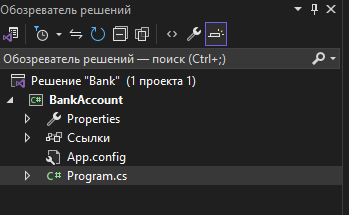 Обозреватель решений
Обозреватель решений — поиск (Ctrl+;)
Решение "Bank" (1 проекта 1)
C# BankAccount
Properties
Ссылки
App.config
C# Program.cs